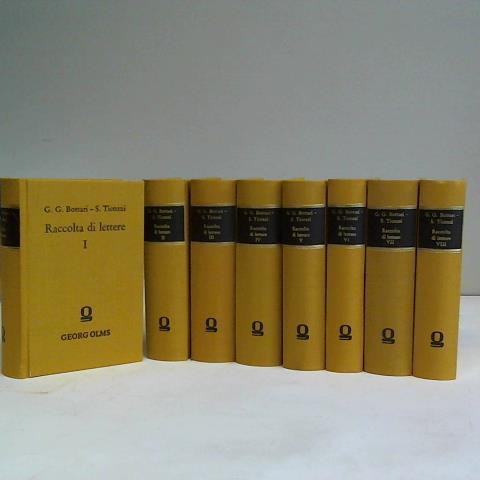 G. G. Bottari - S. Ticozzi
Raccolta di lettere
I
GEORG OLMS
G. G. Bottari -
S. Ticozzi
Raccolta
di lettere
II
G. G. Bottari -
S. Ticozzi
Raccolta
di lettere
III
G. G. Bottari -
S. Ticozzi
Raccolta
di lettere
IV
G. G. Bottari -
S. Ticozzi
Raccolta
di lettere
V
G. G. Bottari -
S. Ticozzi
Raccolta
di lettere
VI
G. G. Bottari -
S. Ticozzi
Raccolta
di lettere
VII
G. G. Bottari -
S. Ticozzi
Raccolta
di lettere
VIII